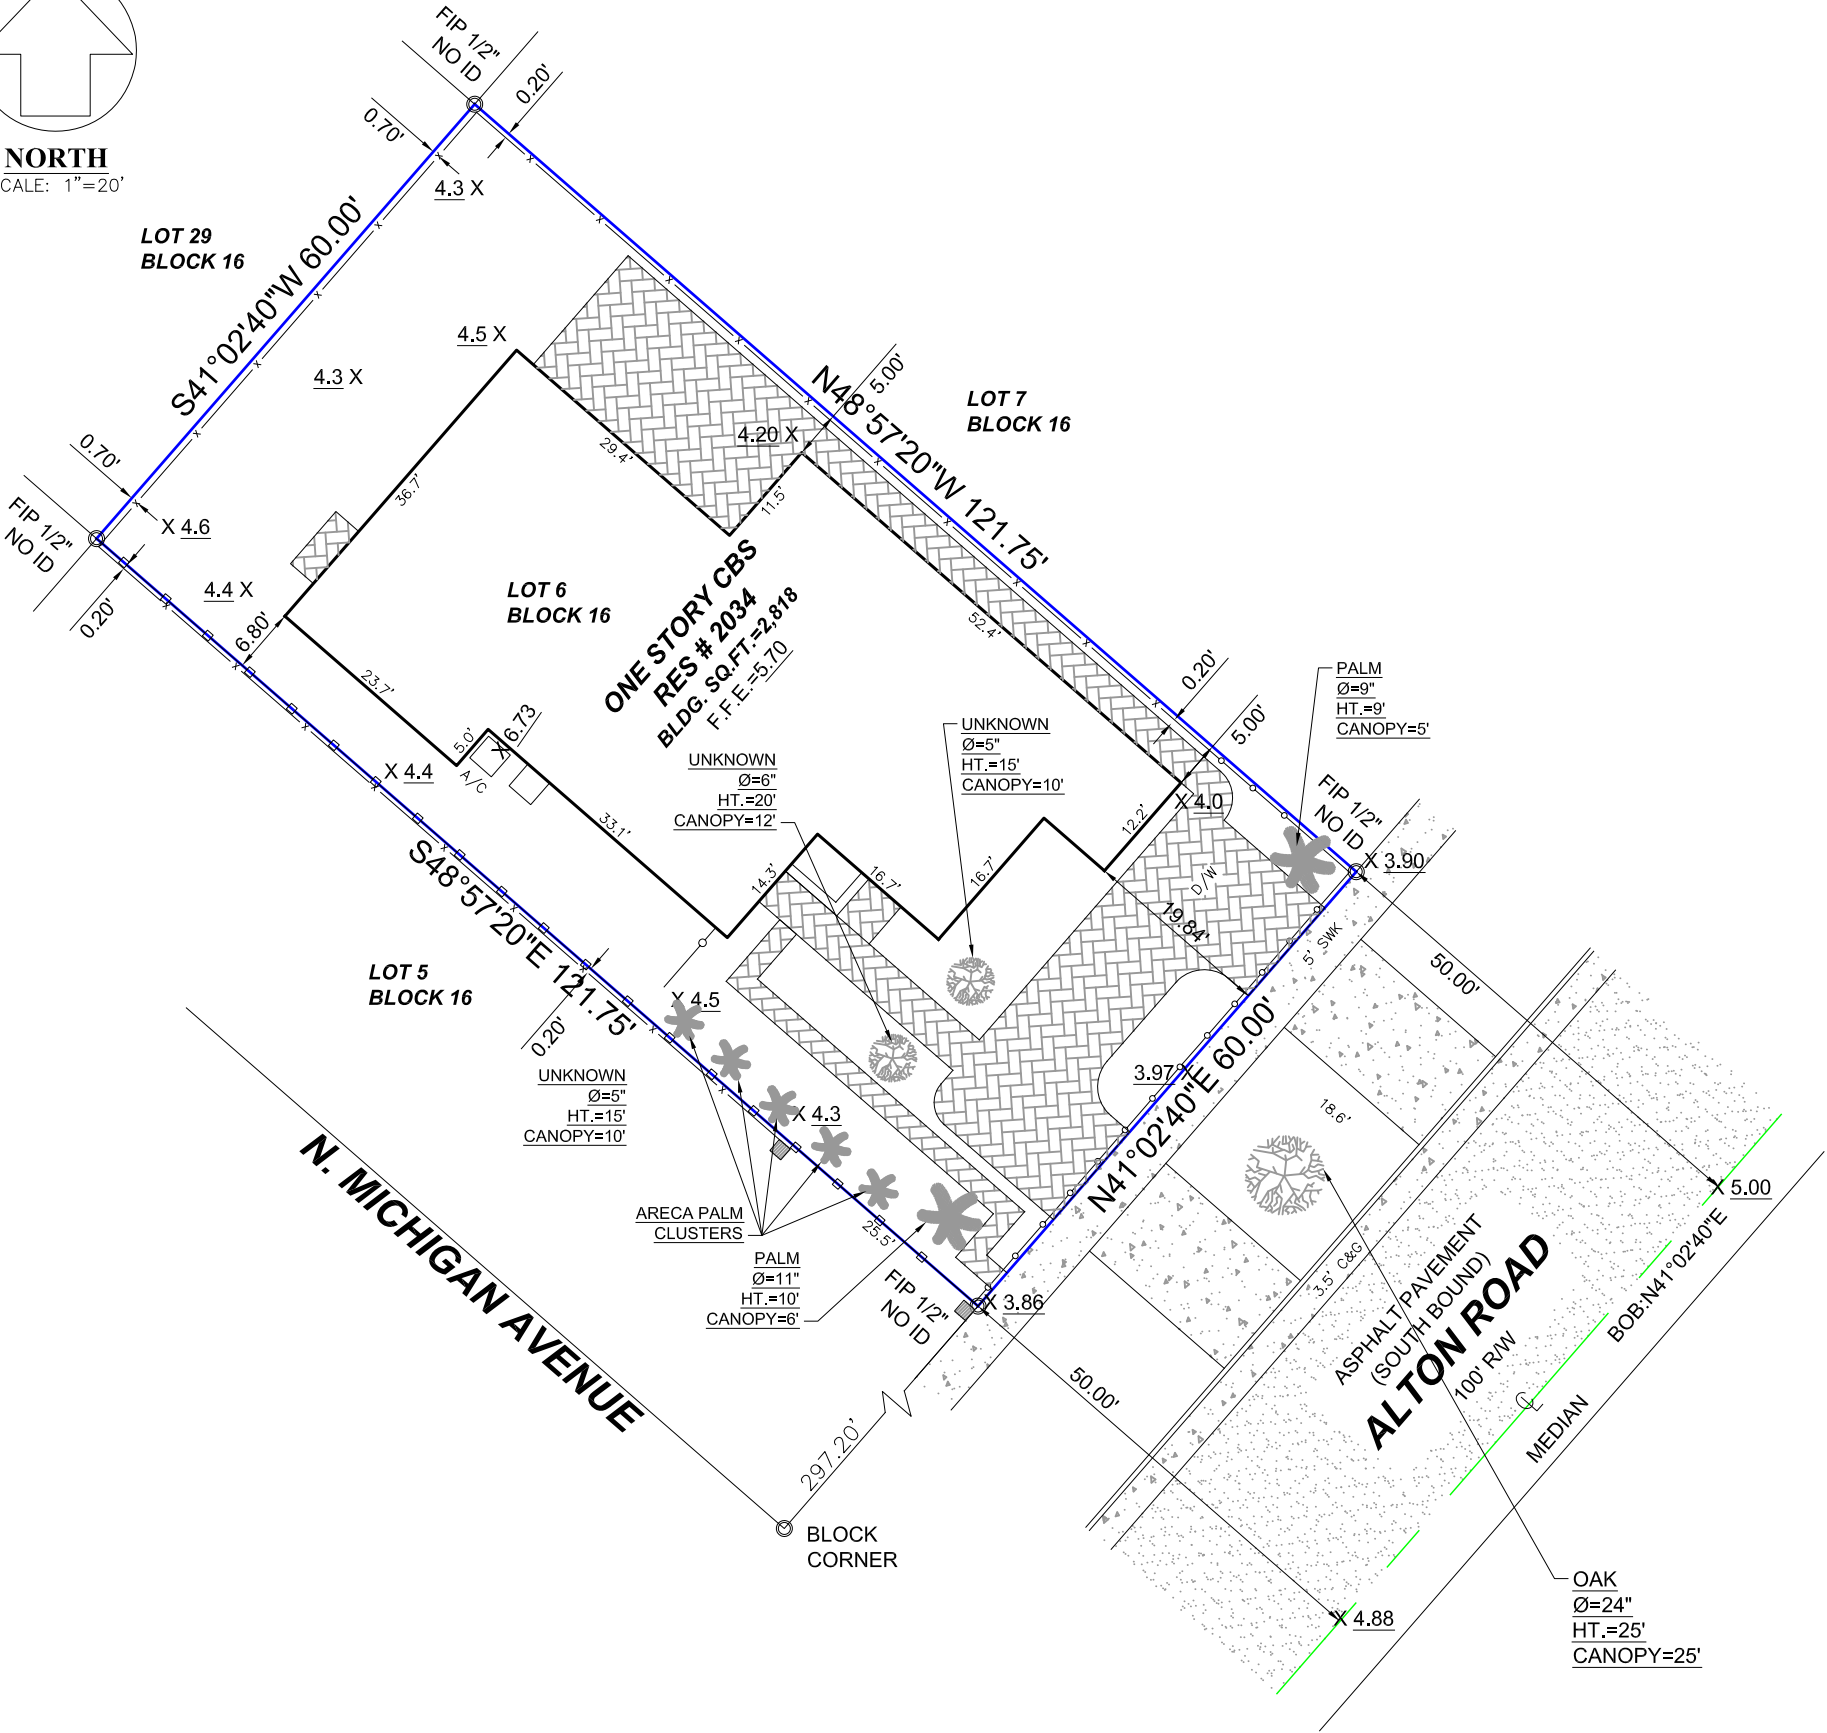 NORTH
CALE: 1"=20'
FIP 1/2"
NO ID
0.20'
0.70'
4.3 X
LOT 29
BLOCK 16
S41°02'40"W 60.00'
4.5 X
4.3 X
0.70'
FIP 1/2"
NO ID
X 4.6
4.4 X
0.20'
6.80'
36.7'
29.4'
4.20 X
11.5'
5.00'
N48°57'20"W 121.75'
LOT 7
BLOCK 16
LOT 6
BLOCK 16
ONE STORY CBS
RES # 2034
BLDG. SQ.FT.=2,818
F.F.E.=5.70
52.4'
23.7'
5.0'
A/C
X 6.73
X 4.4
33.1'
UNKNOWN
Ø=6"
HT.=20'
CANOPY=12'
UNKNOWN
Ø=5"
HT.=15'
CANOPY=10'
0.20'
5.00'
PALM
Ø=9"
HT.=9'
CANOPY=5'
FIP 1/2"
NO ID
X 3.90
X 4.0
12.2'
D/W
19.84'
14.3'
16.7'
16.7'
5' SWK
50.00'
S48°57'20"E 121.75'
LOT 5
BLOCK 16
0.20'
X 4.5
UNKNOWN
Ø=5"
HT.=15'
CANOPY=10'
X 4.3
3.97 X
N41°02'40"E 60.00'
18.6'
ARECA PALM
CLUSTERS
25.5'
PALM
Ø=11"
HT.=10'
CANOPY=6'
FIP 1/2"
NO ID
X 3.86
N. MICHIGAN AVENUE
297.20'
BLOCK
CORNER
50.00'
3.5' C&G
ASPHALT PAVEMENT
(SOUTH BOUND)
ALTON ROAD
100' R/W
X 5.00
BOB:N41°02'40"E
CL
MEDIAN
X 4.88
OAK
Ø=24"
HT.=25'
CANOPY=25'